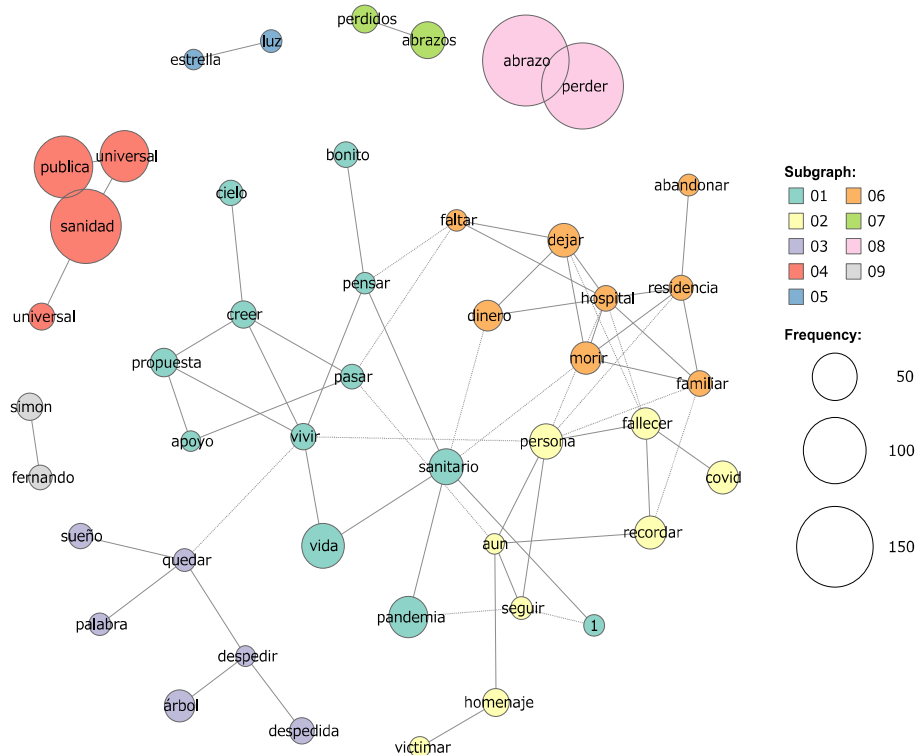 luz
estrella
perdidos
abrazos
abrazo
perder
publica
universal
sanidad
universal
bonito
cielo
faltar
abandonar
dejar
pensar
hospital
residencia
creer
dinero
propuesta
pasar
morir
familiar
simon
apoyo
vivir
persona
fallecer
fernando
sanitario
covid
sueño
vida
aun
recordar
quedar
palabra
pandemia
seguir
1
despedir
árbol
homenaje
despedida
victimar
Subgraph:
01 06
02 07
03 08
04 09
05
Frequency:
50
100
150